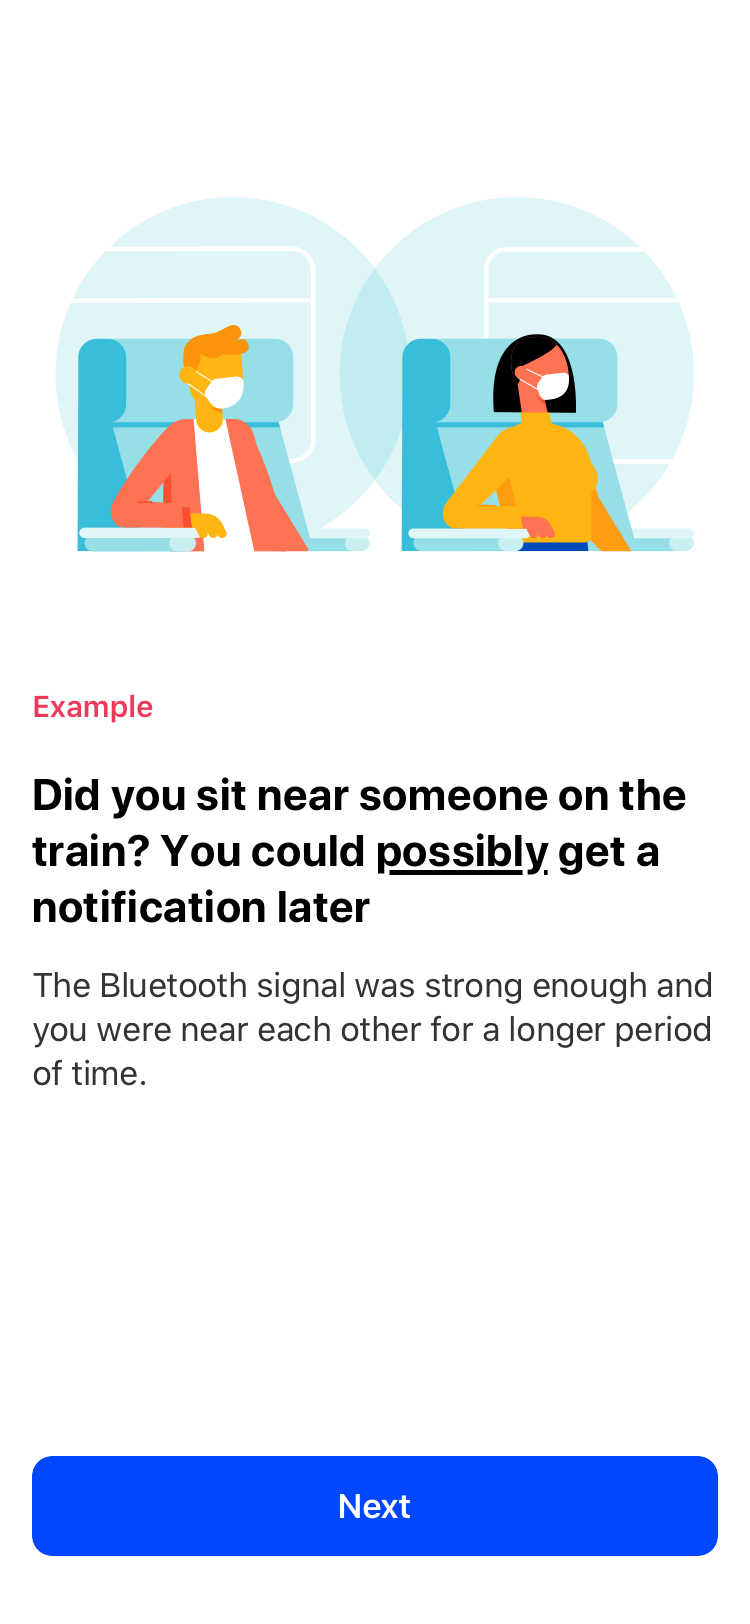 Example
Did you sit near someone on the
train? You could possibly get a
notification later
The Bluetooth signal was strong enough and
you were near each other for a longer period
of time.
Next